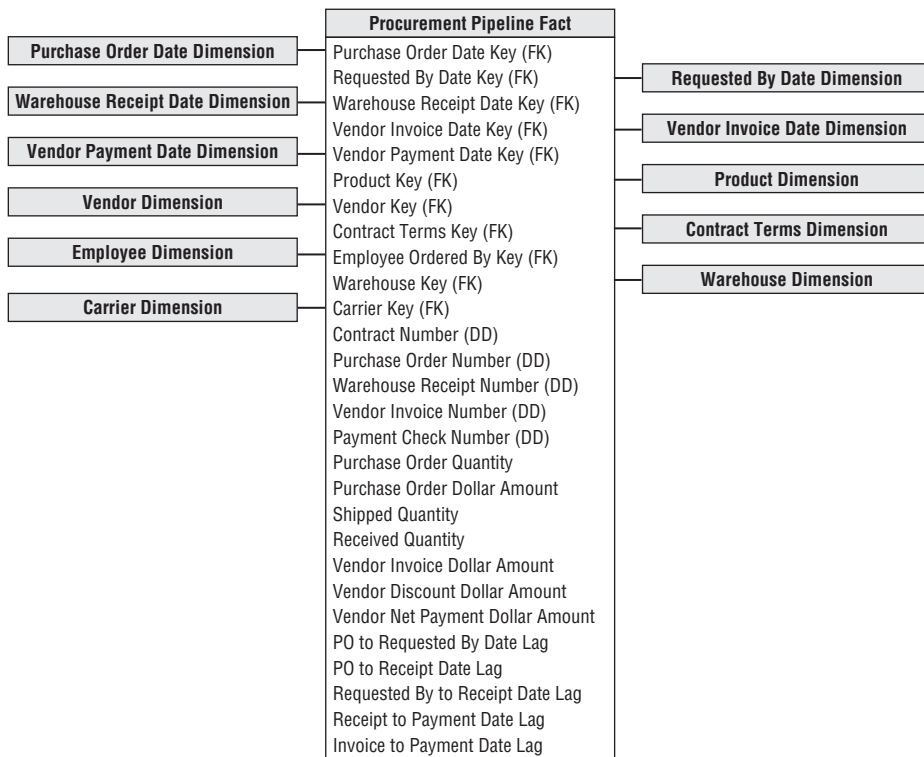 Procurement Pipeline Fact
Purchase Order Date Dimension
Warehouse Receipt Date Dimension
Vendor Payment Date Dimension
Vendor Dimension
Employee Dimension
Carrier Dimension
Purchase Order Date Key (FK)
Requested By Date Key (FK)
Warehouse Receipt Date Key (FK)
Vendor Invoice Date Key (FK)
Vendor Payment Date Key (FK)
Product Key (FK)
Vendor Key (FK)
Contract Terms Key (FK)
Employee Ordered By Key (FK)
Warehouse Key (FK)
Carrier Key (FK)
Contract Number (DD)
Purchase Order Number (DD)
Warehouse Receipt Number (DD)
Vendor Invoice Number (DD)
Payment Check Number (DD)
Purchase Order Quantity
Purchase Order Dollar Amount
Shipped Quantity
Received Quantity
Vendor Invoice Dollar Amount
Vendor Discount Dollar Amount
Vendor Net Payment Dollar Amount
PO to Requested By Date Lag
PO to Receipt Date Lag
Requested By to Receipt Date Lag
Receipt to Payment Date Lag
Invoice to Payment Date Lag
Requested By Date Dimension
Vendor Invoice Date Dimension
Product Dimension
Contract Terms Dimension
Warehouse Dimension